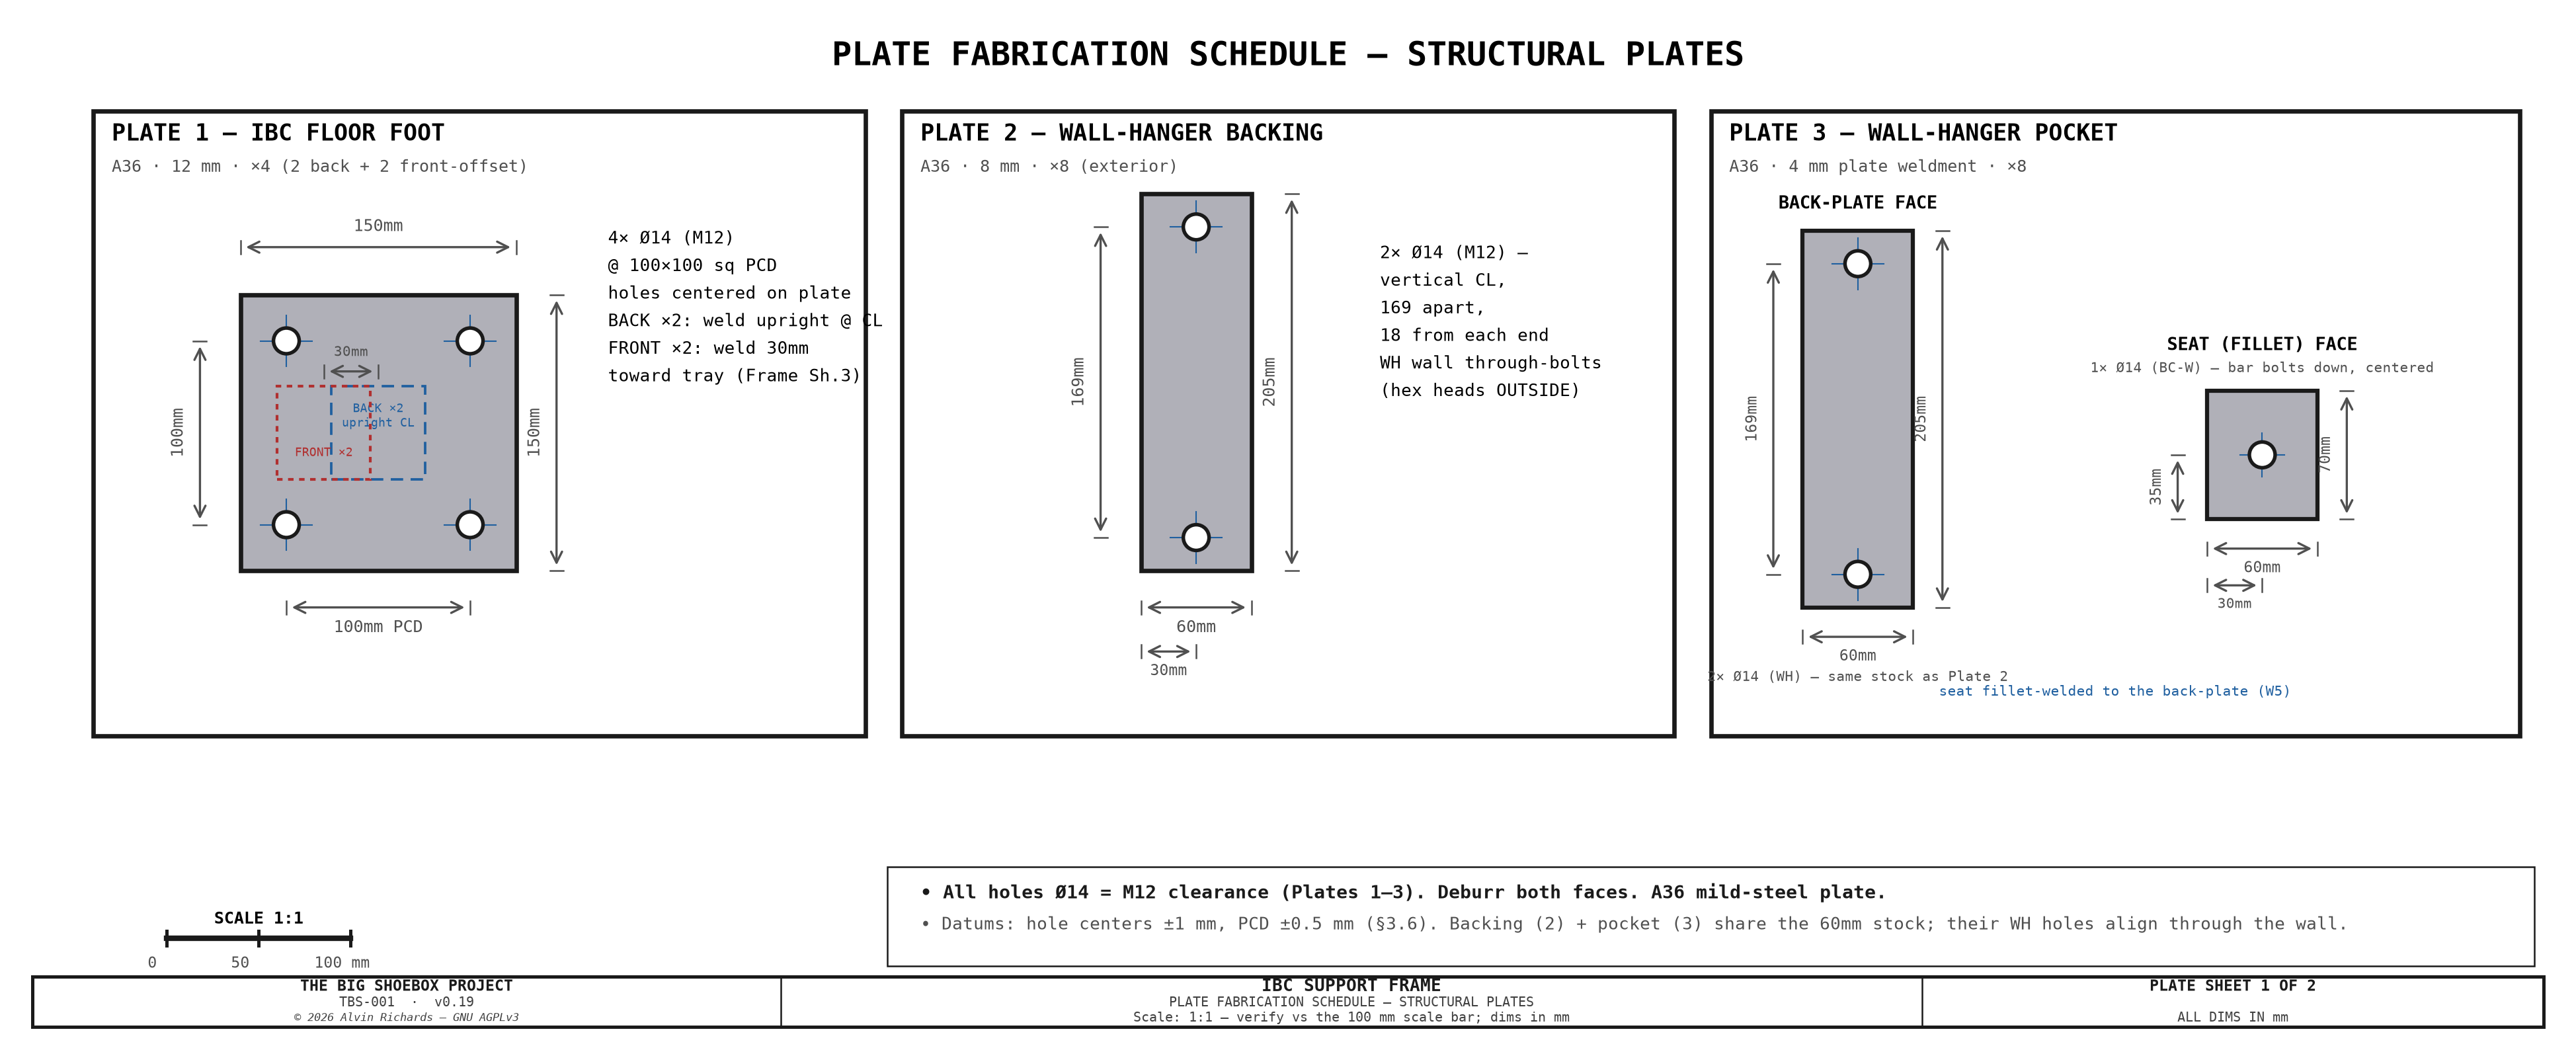 PLATE FABRICATION SCHEDULE — STRUCTURAL PLATES
PLATE 1 — IBC FLOOR FOOT
A36 · 12 mm · ×4 (2 back + 2 front-offset)
150mm
4× Ø14 (M12)
@ 100×100 sq PCD
holes centered on plate
BACK ×2: weld upright @ CL
FRONT ×2: weld 30mm
toward tray (Frame Sh.3)
30mm
BACK ×2
upright CL
FRONT ×2
100mm
150mm
100mm PCD
PLATE 2 — WALL-HANGER BACKING
A36 · 8 mm · ×8 (exterior)
2× Ø14 (M12) —
vertical CL,
169 apart,
18 from each end
WH wall through-bolts
(hex heads OUTSIDE)
169mm
205mm
60mm
30mm
PLATE 3 — WALL-HANGER POCKET
A36 · 4 mm plate weldment · ×8
BACK-PLATE FACE
169mm
205mm
60mm
2× Ø14 (WH) — same stock as Plate 2
SEAT (FILLET) FACE
1× Ø14 (BC-W) — bar bolts down, centered
35mm
70mm
60mm
30mm
seat fillet-welded to the back-plate (W5)
• All holes Ø14 = M12 clearance (Plates 1–3). Deburr both faces. A36 mild-steel plate.
• Datums: hole centers ±1 mm, PCD ±0.5 mm (§3.6). Backing (2) + pocket (3) share the 60mm stock; their WH holes align through the wall.
SCALE 1:1
0 50 100 mm
THE BIG SHOEBOX PROJECT
TBS-001 · v0.19
© 2026 Alvin Richards — GNU AGPLv3
IBC SUPPORT FRAME
PLATE FABRICATION SCHEDULE — STRUCTURAL PLATES
Scale: 1:1 — verify vs the 100 mm scale bar; dims in mm
PLATE SHEET 1 OF 2
ALL DIMS IN mm